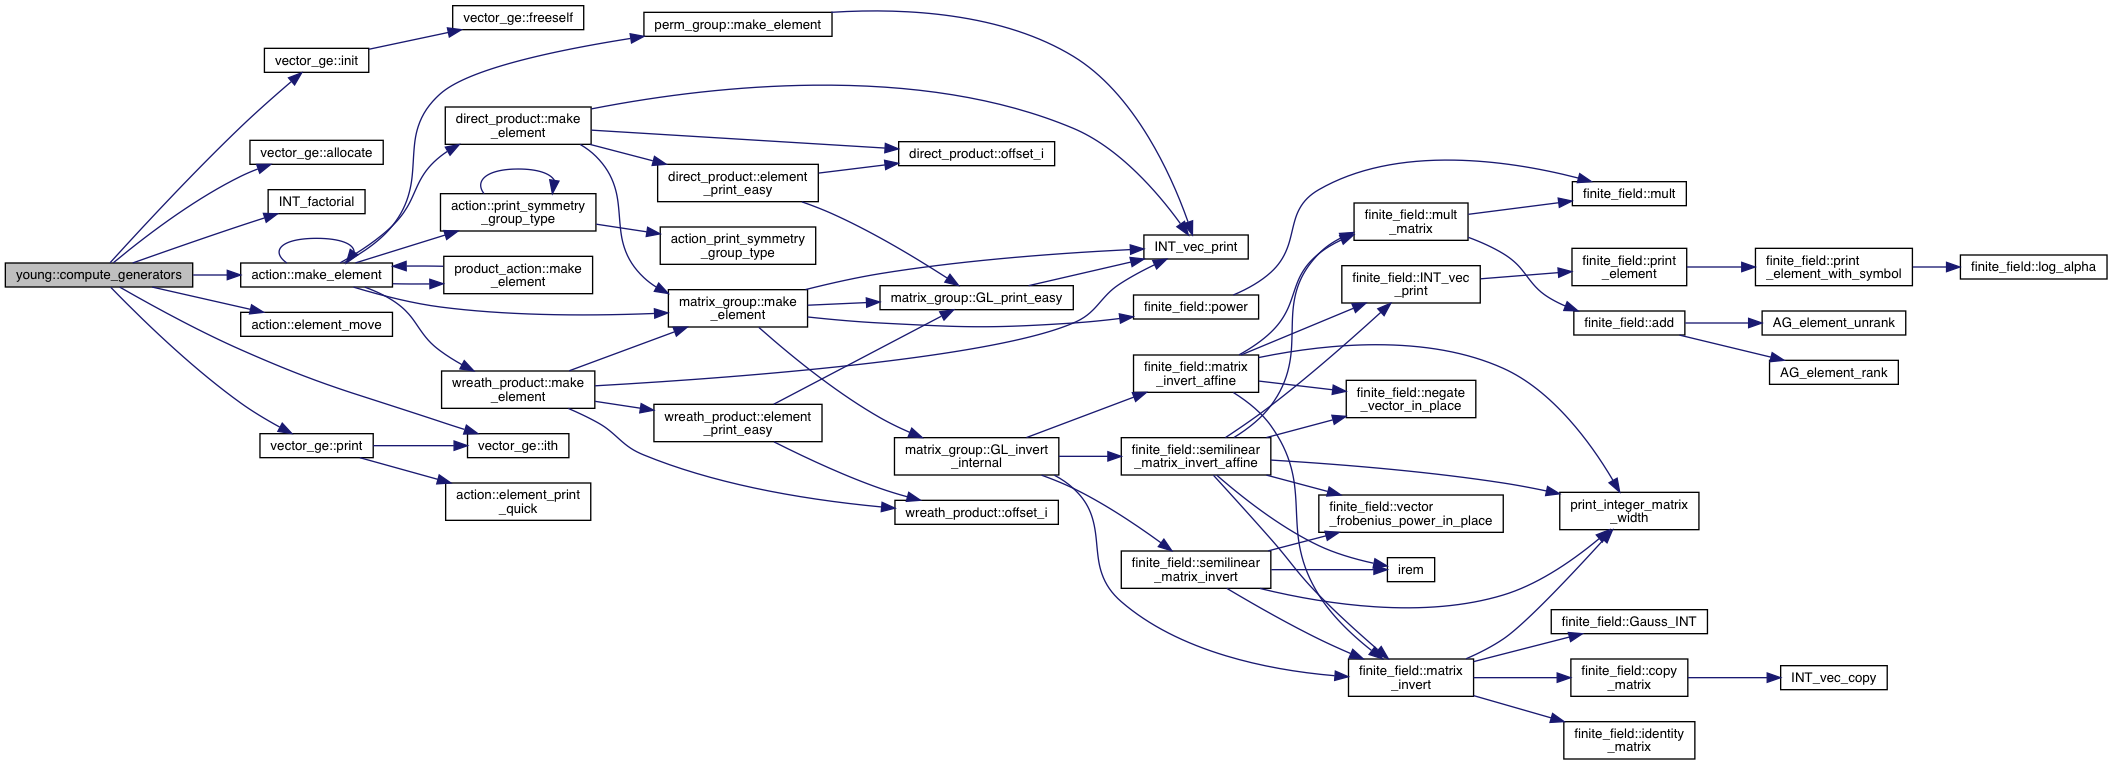 young::compute_generators
vector_ge::init
vector_ge::freeself
vector_ge::allocate
INT_factorial
action::make_element
action::element_move
vector_ge::print
vector_ge::ith
action::element_print
_quick
perm_group::make_element
direct_product::make
_element
action::print_symmetry
_group_type
product_action::make
_element
wreath_product::make
_element
direct_product::element
_print_easy
action_print_symmetry
_group_type
matrix_group::make
_element
wreath_product::element
_print_easy
direct_product::offset_i
matrix_group::GL_print_easy
matrix_group::GL_invert
_internal
wreath_product::offset_i
INT_vec_print
finite_field::power
finite_field::matrix
_invert_affine
finite_field::semilinear
_matrix_invert_affine
finite_field::semilinear
_matrix_invert
finite_field::mult
_matrix
finite_field::INT_vec
_print
finite_field::negate
_vector_in_place
finite_field::vector
_frobenius_power_in_place
irem
finite_field::matrix
_invert
finite_field::mult
finite_field::print
_element
finite_field::add
print_integer_matrix
_width
finite_field::Gauss_INT
finite_field::copy
_matrix
finite_field::identity
_matrix
finite_field::print
_element_with_symbol
AG_element_unrank
AG_element_rank
INT_vec_copy
finite_field::log_alpha